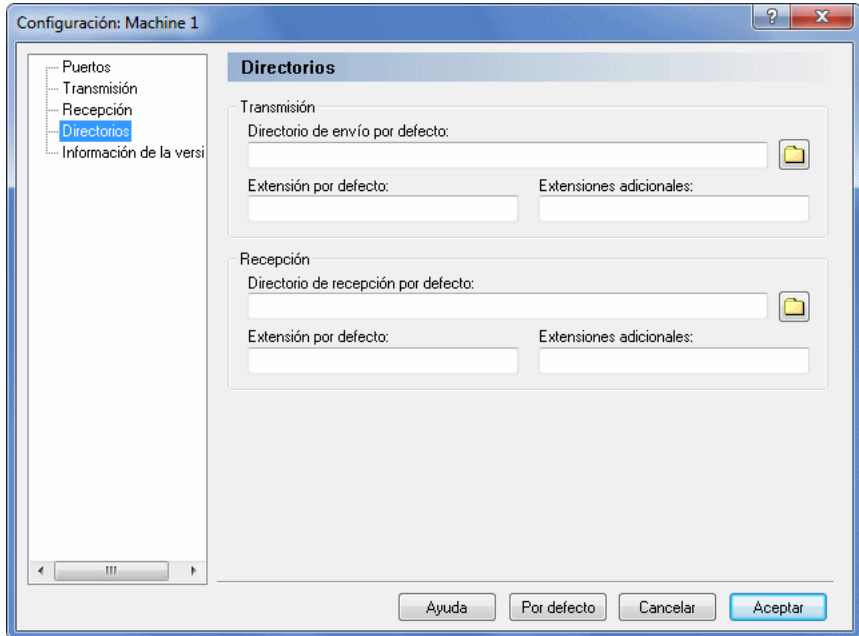 Configuración: Machine 1
?
Puertos
Transmisión
Recepción
Directorios
Información de la versi
Directorios
Transmisión
Directorio de envío por defecto:
Extensión por defecto: Extensiones adicionales:
Recepción
Directorio de recepción por defecto:
Extensión por defecto: Extensiones adicionales:
Ayuda Por defecto Cancelar Aceptar